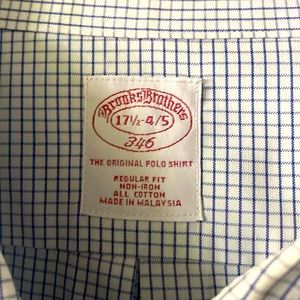 Brooks Brothers
17½-4/5
346
THE ORIGINAL POLO SHIRT
REGULAR FIT
NON-IRON
ALL COTTON
MADE IN MALAYSIA